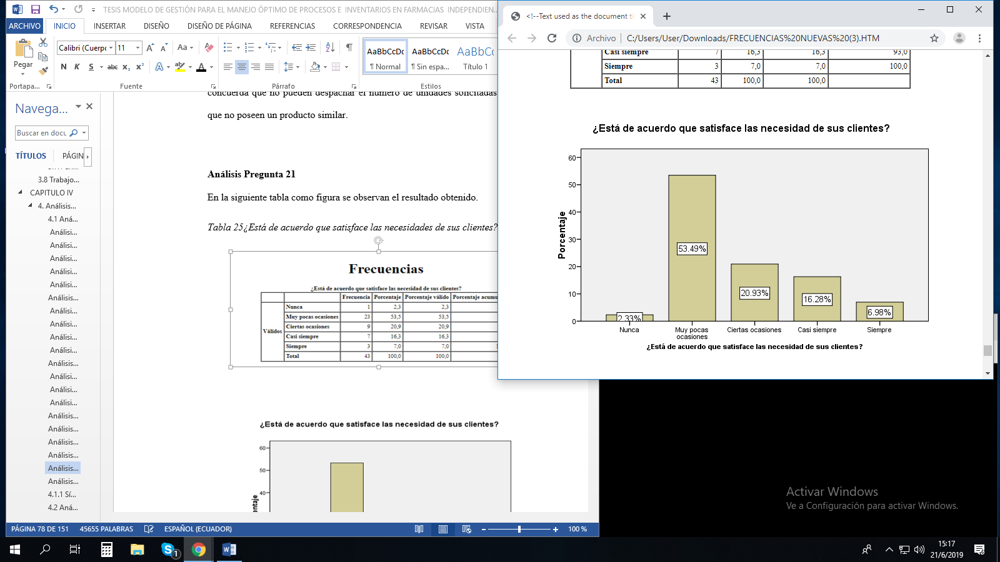 TESIS MODELO DE GESTIÓN PARA EL MANEJO ÓPTIMO DE PROCESOS E INVENTARIOS EN FARMACIAS INDEPENDIEN...
ARCHIVO INICIO INSERTAR DISEÑO DISEÑO DE PÁGINA REFERENCIAS CORRESPONDENCIA REVISAR VISTA
Pegar
Calibri (Cuerpo 11
Aa
N K S abc x₂ x²
A A
AaBbCcDc AaBbCcDc AaBbCc
¶ Normal ¶ Sin espa... Título 1
Portapa... Fuente Párrafo Estilos
Navega...
Buscar en docu
TÍTULOS PÁGIN
3.8 Trabajo...
CAPITULO IV
4. Análisis...
4.1 Aná...
Análisi...
Análisi...
Análisi...
Análisi...
Análisi...
Análisis...
Análisi...
Análisi...
Análisi...
Análisi...
Análisis...
Análisi...
Análisi...
Análisi...
Análisis...
Análisis...
Análisis...
Análisis...
Análisis...
Análisis...
4.1.1 Sí...
4.2 Aná...
concuerda que no pueden despachar el número de unidades solicitadas
que no poseen un producto similar.
Análisis Pregunta 21
En la siguiente tabla como figura se observan el resultado obtenido.
Tabla 25¿Está de acuerdo que satisface las necesidades de sus clientes?
Frecuencias
¿Está de acuerdo que satisface las necesidad de sus clientes?
Frecuencia Porcentaje Porcentaje válido Porcentaje acumu
Válidos
Nunca 1 2,3 2,3
Muy pocas ocasiones 23 53,5 53,5
Ciertas ocasiones 9 20,9 20,9
Casi siempre 7 16,3 16,3
Siempre 3 7,0 7,0
Total 43 100,0 100,0
¿Está de acuerdo que satisface las necesidad de sus clientes?
60
50
40
entaje
PÁGINA 78 DE 151 45655 PALABRAS ESPAÑOL (ECUADOR) 100 %
<!--Text used as the document ti
Archivo C:/Users/User/Downloads/FRECUENCIAS%20NUEVAS%20(3).HTM
Casi siempre 7 16,3 16,3 93,0
Siempre 3 7,0 7,0 100,0
Total 43 100,0 100,0
¿Está de acuerdo que satisface las necesidad de sus clientes?
Porcentaje
60
50
40
30
20
10
0
2.33%
53.49%
20.93%
16.28%
6.98%
Nunca Muy pocas ocasiones Ciertas ocasiones Casi siempre Siempre
¿Está de acuerdo que satisface las necesidad de sus clientes?
Activar Windows
Ve a Configuración para activar Windows.
1
15:17
21/6/2019